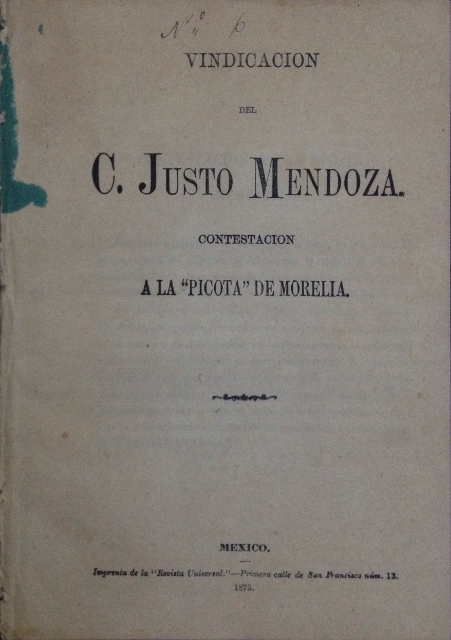 Nº 6
VINDICACION
DEL
C. JUSTO MENDOZA.
CONTESTACION
A LA "PICOTA" DE MORELIA.
MEXICO.
Imprenta de la "Revista Universal."—Primera calle de San Francisco núm. 13.
1875.